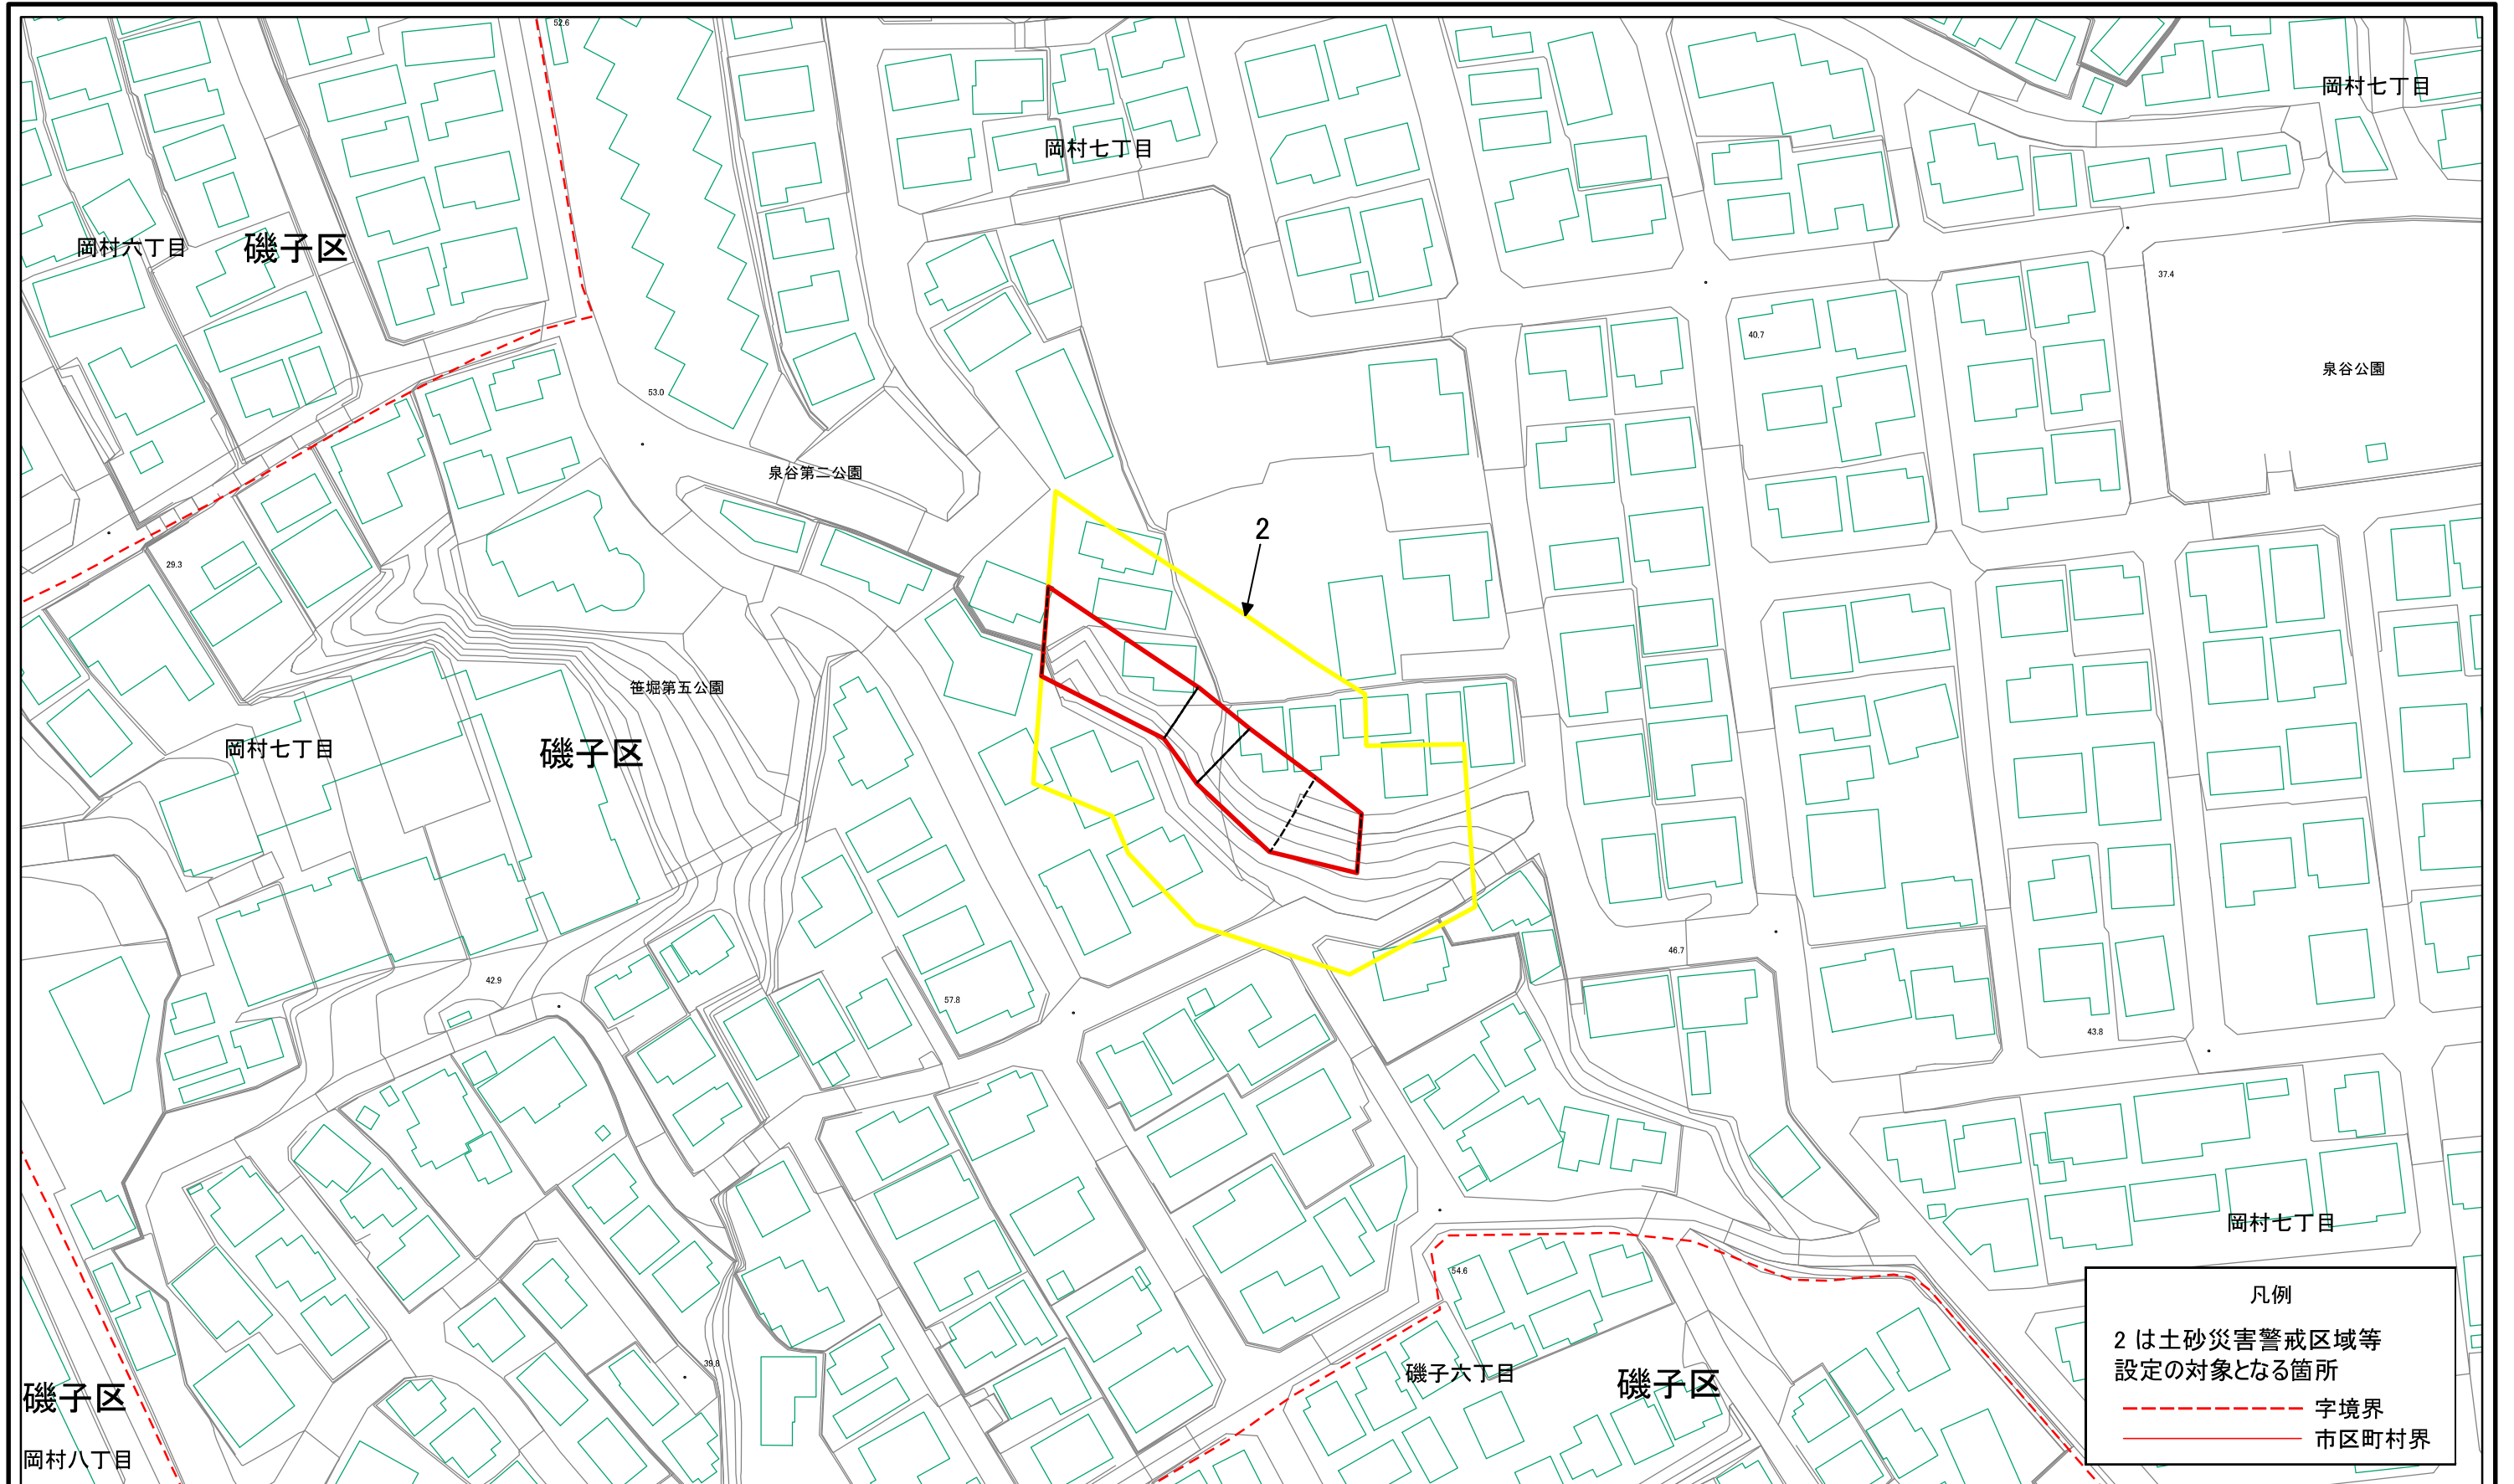 52.6
岡村七丁目
岡村七丁目
岡村六丁目
磯子区
37.4
40.7
泉谷公園
53.0
泉谷第二公園
2
29.3
笹堀第五公園
岡村七丁目
磯子区
46.7
42.9
57.8
43.8
岡村七丁目
54.6
39.8
磯子六丁目
磯子区
磯子区
岡村八丁目
凡例
2 は土砂災害警戒区域等
設定の対象となる箇所
字境界
市区町村界